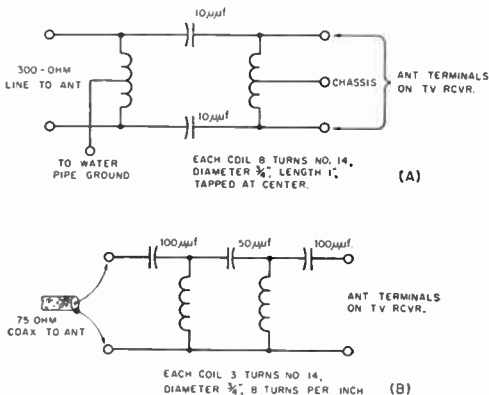 10μμf
300-OHM
LINE TO ANT
CHASSIS
ANT TERMINALS
ON TV RCVR.
10μμf
TO WATER
PIPE GROUND
EACH COIL 8 TURNS NO. 14,
DIAMETER 3/4", LENGTH 1",
TAPPED AT CENTER.
(A)
100μμf
50μμf
100μμf.
75 OHM
COAX TO ANT
ANT TERMINALS
ON TV RCVR.
EACH COIL 3 TURNS NO 14,
DIAMETER 3/4", 8 TURNS PER INCH
(B)